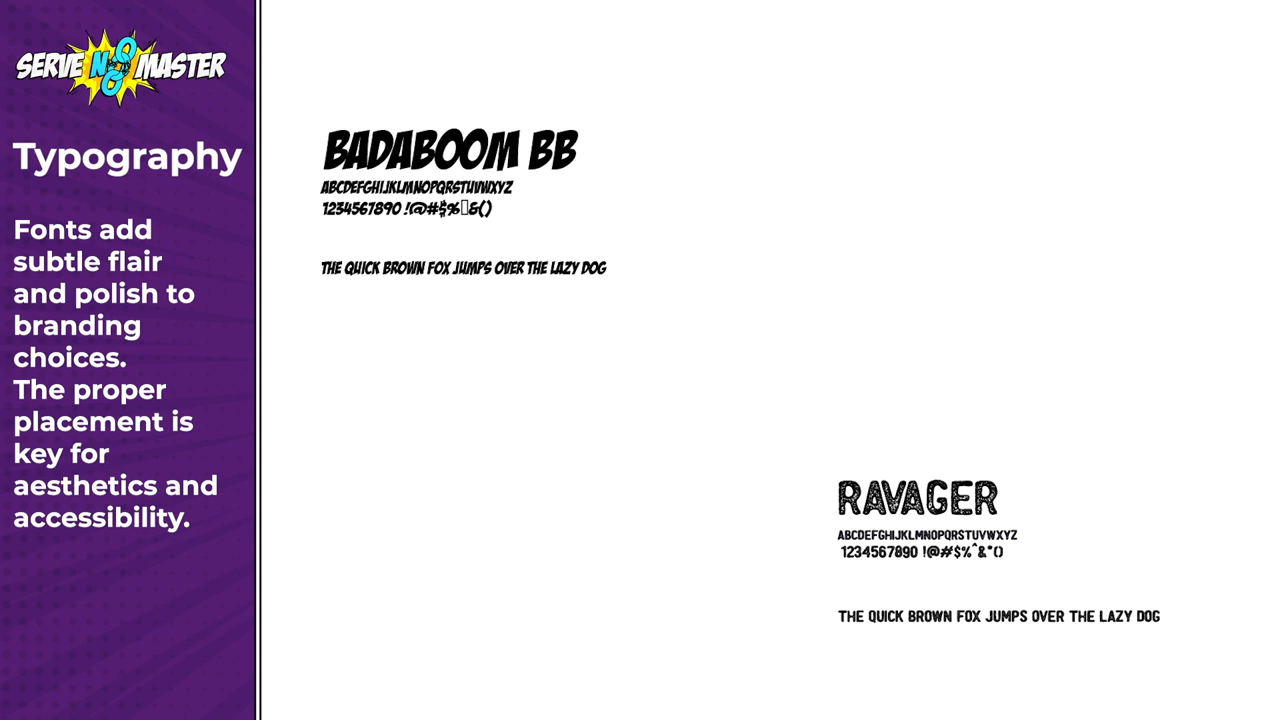 SERVE NO MASTER
Typography
Fonts add
subtle flair
and polish to
branding
choices.
The proper
placement is
key for
aesthetics and
accessibility.
BADABOOM BB
ABCDEFGHIJKLMNOPQRSTUVWXYZ
1234567890 !@#$%▯&()
THE QUICK BROWN FOX JUMPS OVER THE LAZY DOG
RAVAGER
ABCDEFGHIJKLMNOPQRSTUVWXYZ
1234567890 !@#$%^&*()
THE QUICK BROWN FOX JUMPS OVER THE LAZY DOG